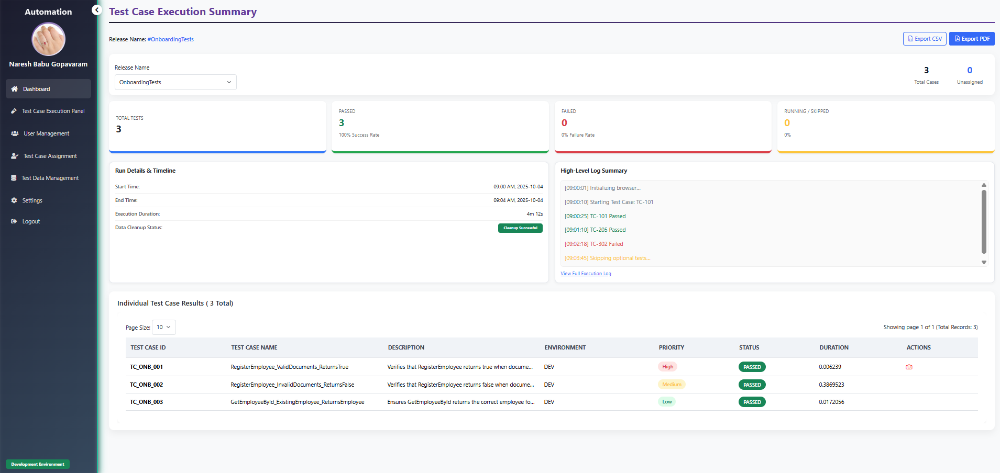 Automation
Naresh Babu Gopavaram
Dashboard
Test Case Execution Panel
User Management
Test Case Assignment
Test Data Management
Settings
Logout
Development Environment
Test Case Execution Summary
Release Name: #OnboardingTests
Export CSV
Export PDF
Release Name
OnboardingTests
3
Total Cases
0
Unassigned
TOTAL TESTS
3
PASSED
3
100% Success Rate
FAILED
0
0% Failure Rate
RUNNING / SKIPPED
0
0%
Run Details & Timeline
Start Time: 09:00 AM, 2025-10-04
End Time: 09:04 AM, 2025-10-04
Execution Duration: 4m 12s
Data Cleanup Status: Cleanup Successful
High-Level Log Summary
[09:00:01] Initializing browser...
[09:00:10] Starting Test Case: TC-101
[09:00:25] TC-101 Passed
[09:01:10] TC-205 Passed
[09:02:18] TC-302 Failed
[09:03:45] Skipping optional tests...
View Full Execution Log
Individual Test Case Results ( 3 Total)
Page Size: 10
Showing page 1 of 1 (Total Records: 3)
TEST CASE ID TEST CASE NAME DESCRIPTION ENVIRONMENT PRIORITY STATUS DURATION ACTIONS
TC_ONB_001 RegisterEmployee_ValidDocuments_ReturnsTrue Verifies that RegisterEmployee returns true when docume... DEV High PASSED 0.006239
TC_ONB_002 RegisterEmployee_InvalidDocuments_ReturnsFalse Verifies that RegisterEmployee returns false when docume... DEV Medium PASSED 0.3869523
TC_ONB_003 GetEmployeeById_ExistingEmployee_ReturnsEmployee Ensures GetEmployeeById returns the correct employee fo... DEV Low PASSED 0.0172056